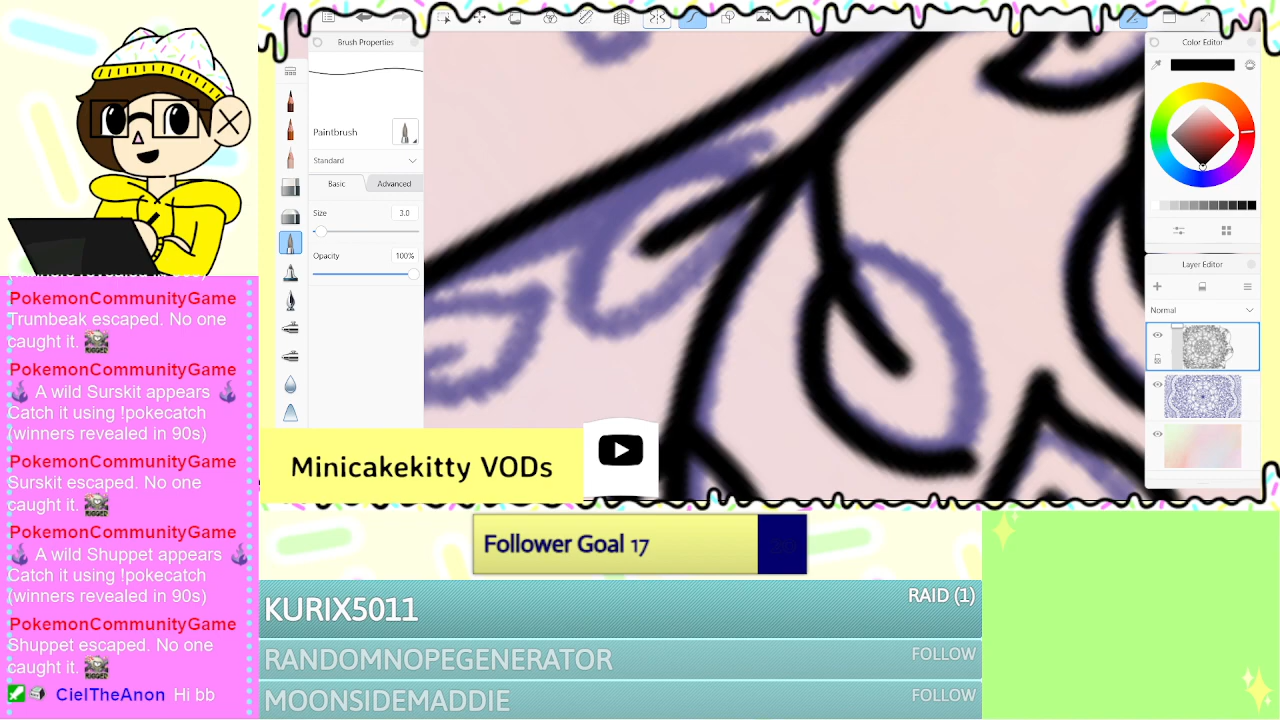 PokemonCommunityGame
Trumbeak escaped. No one
caught it.
PokemonCommunityGame
A wild Surskit appears
Catch it using !pokecatch
(winners revealed in 90s)
PokemonCommunityGame
Surskit escaped. No one
caught it.
PokemonCommunityGame
A wild Shuppet appears
Catch it using !pokecatch
(winners revealed in 90s)
PokemonCommunityGame
Shuppet escaped. No one
caught it.
CielTheAnon Hi bb
Brush Properties
Paintbrush
Standard
Basic Advanced
Size 3.0
Opacity 100%
Color Editor
Layer Editor
Normal
Minicakekitty VODs
Follower Goal 17
KURIX5011 RAID (1)
RANDOMNOPEGENERATOR FOLLOW
MOONSIDEMADDIE FOLLOW